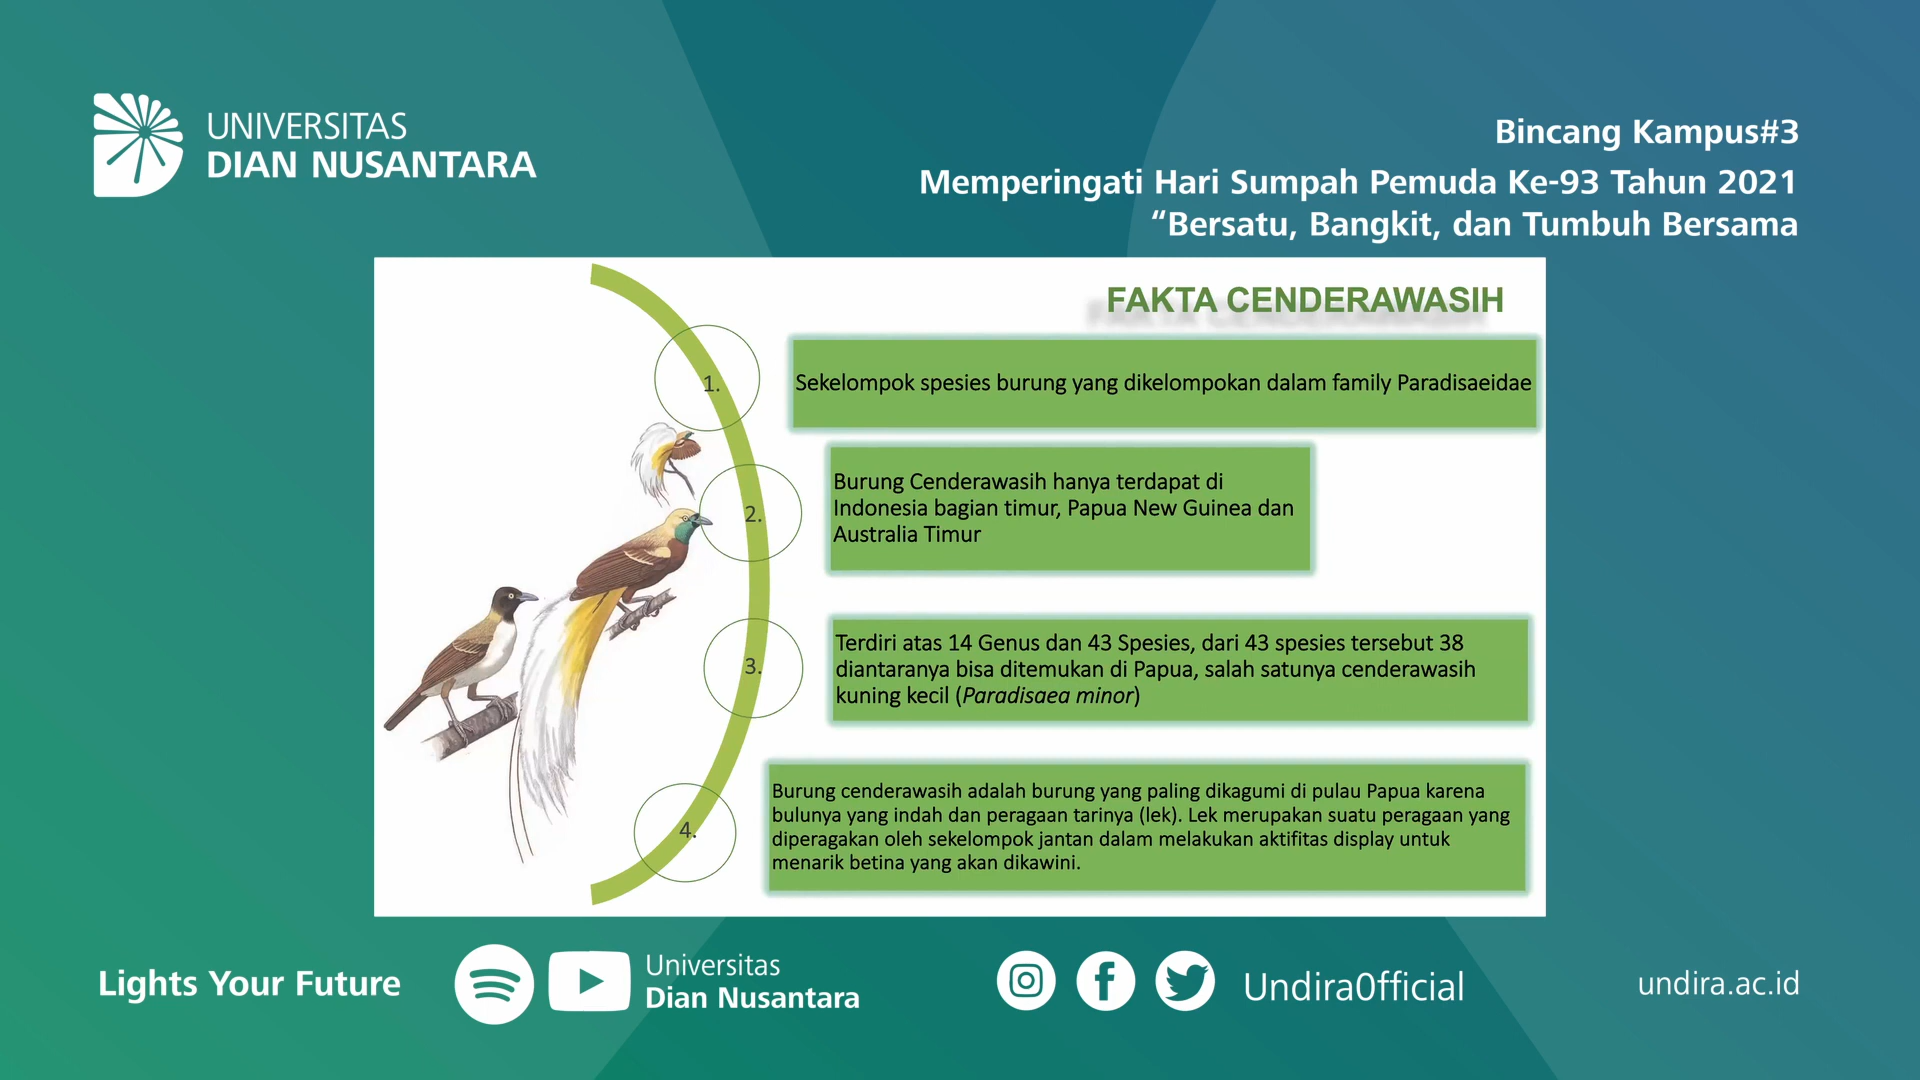 UNIVERSITAS
DIAN NUSANTARA
Bincang Kampus#3
Memperingati Hari Sumpah Pemuda Ke-93 Tahun 2021
“Bersatu, Bangkit, dan Tumbuh Bersama
FAKTA CENDERAWASIH
1.
Sekelompok spesies burung yang dikelompokan dalam family Paradisaeidae
2.
Burung Cenderawasih hanya terdapat di
Indonesia bagian timur, Papua New Guinea dan
Australia Timur
3.
Terdiri atas 14 Genus dan 43 Spesies, dari 43 spesies tersebut 38
diantaranya bisa ditemukan di Papua, salah satunya cenderawasih
kuning kecil (Paradisaea minor)
4.
Burung cenderawasih adalah burung yang paling dikagumi di pulau Papua karena
bulunya yang indah dan peragaan tarinya (lek). Lek merupakan suatu peragaan yang
diperagakan oleh sekelompok jantan dalam melakukan aktifitas display untuk
menarik betina yang akan dikawini.
Lights Your Future
Universitas
Dian Nusantara
UndiraOfficial
undira.ac.id